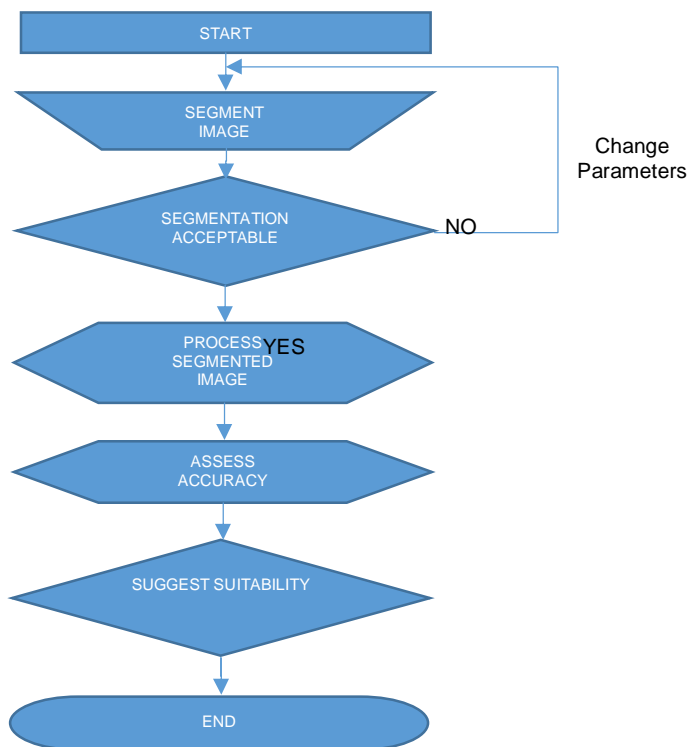 START
SEGMENT
IMAGE
Change
Parameters
SEGMENTATION
ACCEPTABLE
NO
PROCESS
YES
SEGMENTED
IMAGE
ASSESS
ACCURACY
SUGGEST SUITABILITY
END